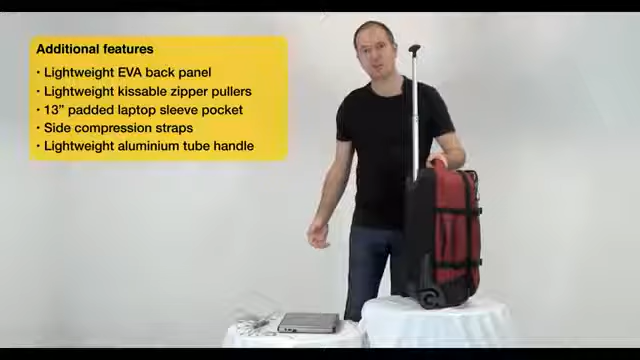 Additional features
• Lightweight EVA back panel
• Lightweight kissable zipper pullers
• 13” padded laptop sleeve pocket
• Side compression straps
• Lightweight aluminium tube handle